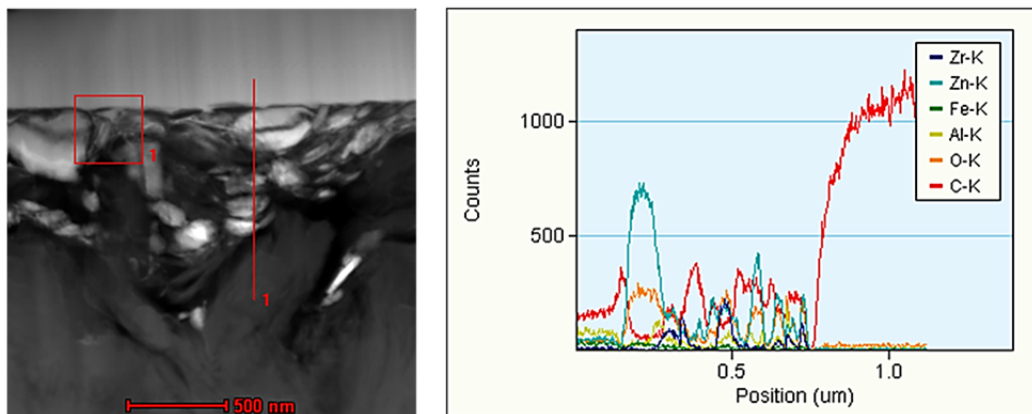 1
1
500 nm
Counts
1000
500
0.5
1.0
Position (um)
Zr-K
Zn-K
Fe-K
Al-K
O-K
C-K